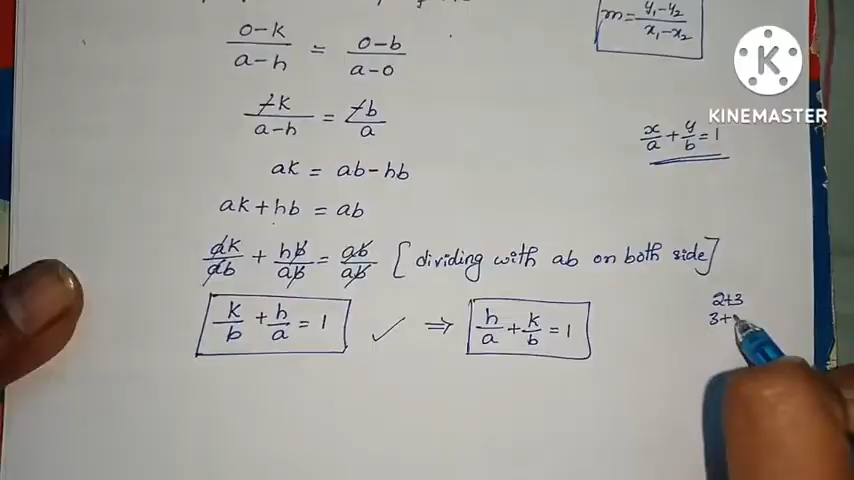 m = y₁-y₂ / x₁-x₂
0-k / a-h = 0-b / a-0
KINEMASTER
-k / a-h = -b / a
x/a + y/b = 1
ak = ab-hb
ak+hb = ab
ak/ab + hb/ab = ab/ab [dividing with ab on both side]
k/b + h/a = 1 ✓ ⇒ h/a + k/b = 1
2+3
3+